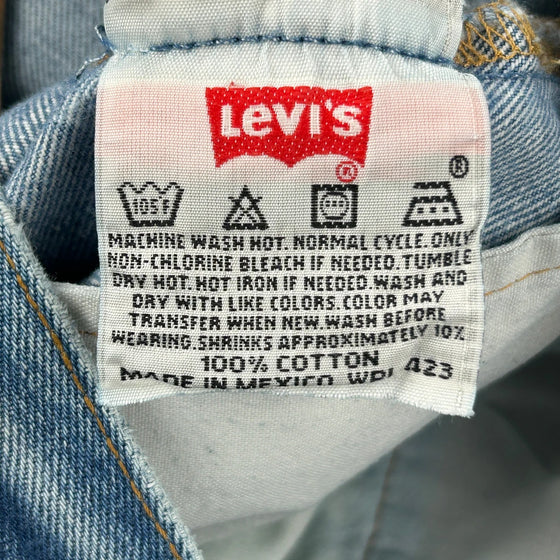 LEVI'S
®
®
105F
MACHINE WASH HOT. NORMAL CYCLE. ONLY
NON-CHLORINE BLEACH IF NEEDED. TUMBLE
DRY HOT. HOT IRON IF NEEDED. WASH AND
DRY WITH LIKE COLORS. COLOR MAY
TRANSFER WHEN NEW. WASH BEFORE
WEARING. SHRINKS APPROXIMATELY 10%
100% COTTON
MADE IN MEXICO. WPL 423